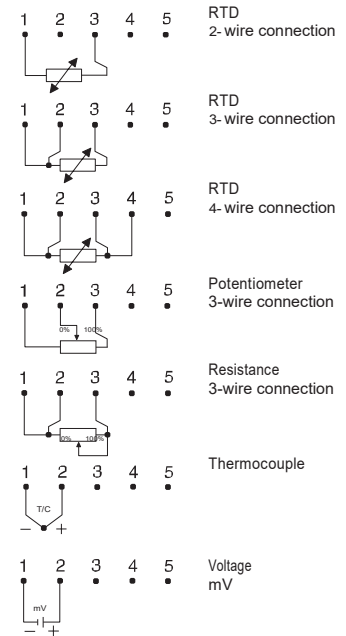 RTD
1 2 3 4 5
2- wire connection
RTD
1 2 3 4 5
3- wire connection
RTD
1 2 3 4 5
4- wire connection
Potentiometer
1 2 3 4 5
3-wire connection
0% 100%
Resistance
1 2 3 4 5
3-wire connection
0% 100%
1 2 3 4 5
Thermocouple
T/C
− +
1 2 3 4 5
Voltage
mV
mV
− +